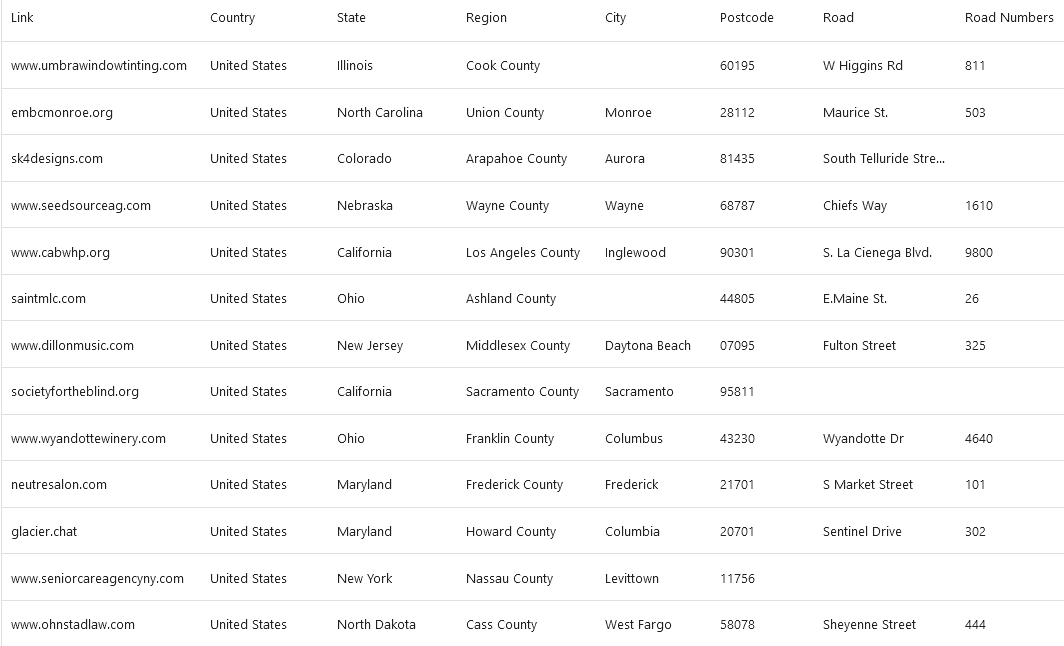 Link Country State Region City Postcode Road Road Numbers
www.umbrawindowtinting.com United States Illinois Cook County 60195 W Higgins Rd 811
embcmonroe.org United States North Carolina Union County Monroe 28112 Maurice St. 503
sk4designs.com United States Colorado Arapahoe County Aurora 81435 South Telluride Stre...
www.seedsourceag.com United States Nebraska Wayne County Wayne 68787 Chiefs Way 1610
www.cabwhp.org United States California Los Angeles County Inglewood 90301 S. La Cienega Blvd. 9800
saintmlc.com United States Ohio Ashland County 44805 E.Maine St. 26
www.dillonmusic.com United States New Jersey Middlesex County Daytona Beach 07095 Fulton Street 325
societyfortheblind.org United States California Sacramento County Sacramento 95811
www.wyandottewinery.com United States Ohio Franklin County Columbus 43230 Wyandotte Dr 4640
neutresalon.com United States Maryland Frederick County Frederick 21701 S Market Street 101
glacier.chat United States Maryland Howard County Columbia 20701 Sentinel Drive 302
www.seniorcareagencyny.com United States New York Nassau County Levittown 11756
www.ohnstadlaw.com United States North Dakota Cass County West Fargo 58078 Sheyenne Street 444